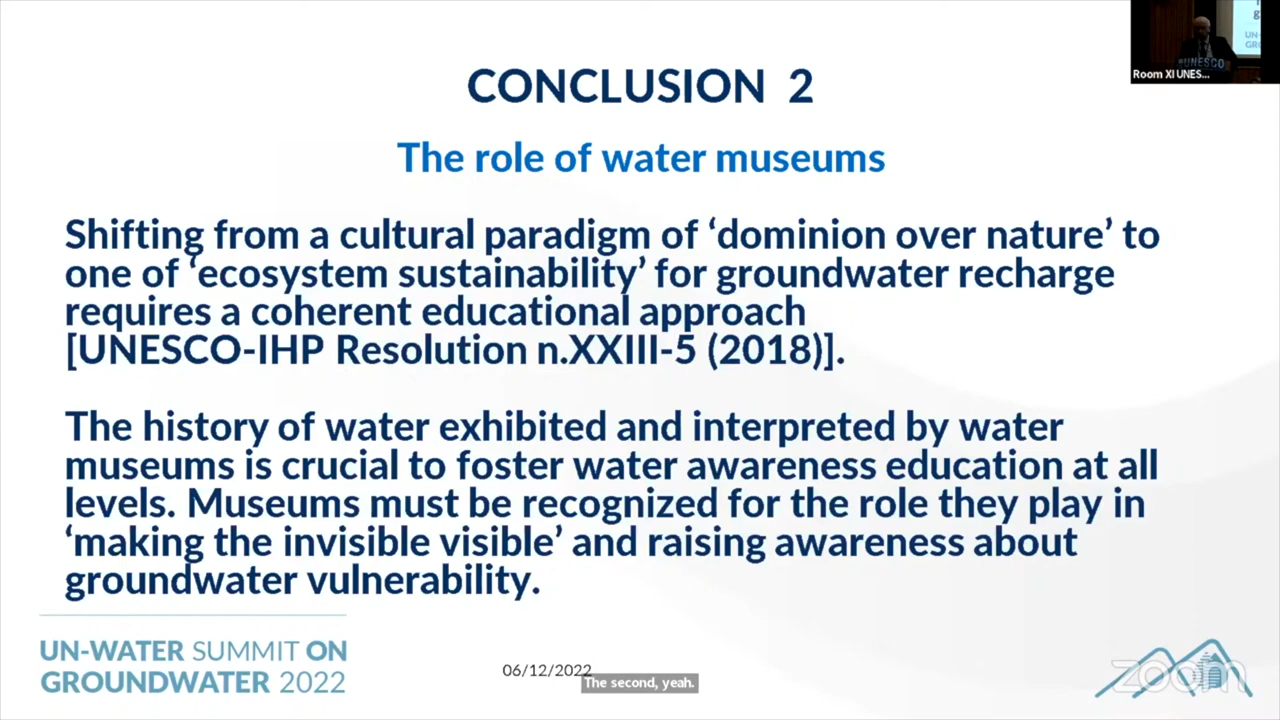 CONCLUSION 2
The role of water museums
Shifting from a cultural paradigm of ‘dominion over nature’ to
one of ‘ecosystem sustainability’ for groundwater recharge
requires a coherent educational approach
[UNESCO-IHP Resolution n.XXIII-5 (2018)].
The history of water exhibited and interpreted by water
museums is crucial to foster water awareness education at all
levels. Museums must be recognized for the role they play in
‘making the invisible visible’ and raising awareness about
groundwater vulnerability.
UN-WATER SUMMIT ON
GROUNDWATER 2022
06/12/2022
The second, yeah.
zoom
UNESCO
Room XI UNES...